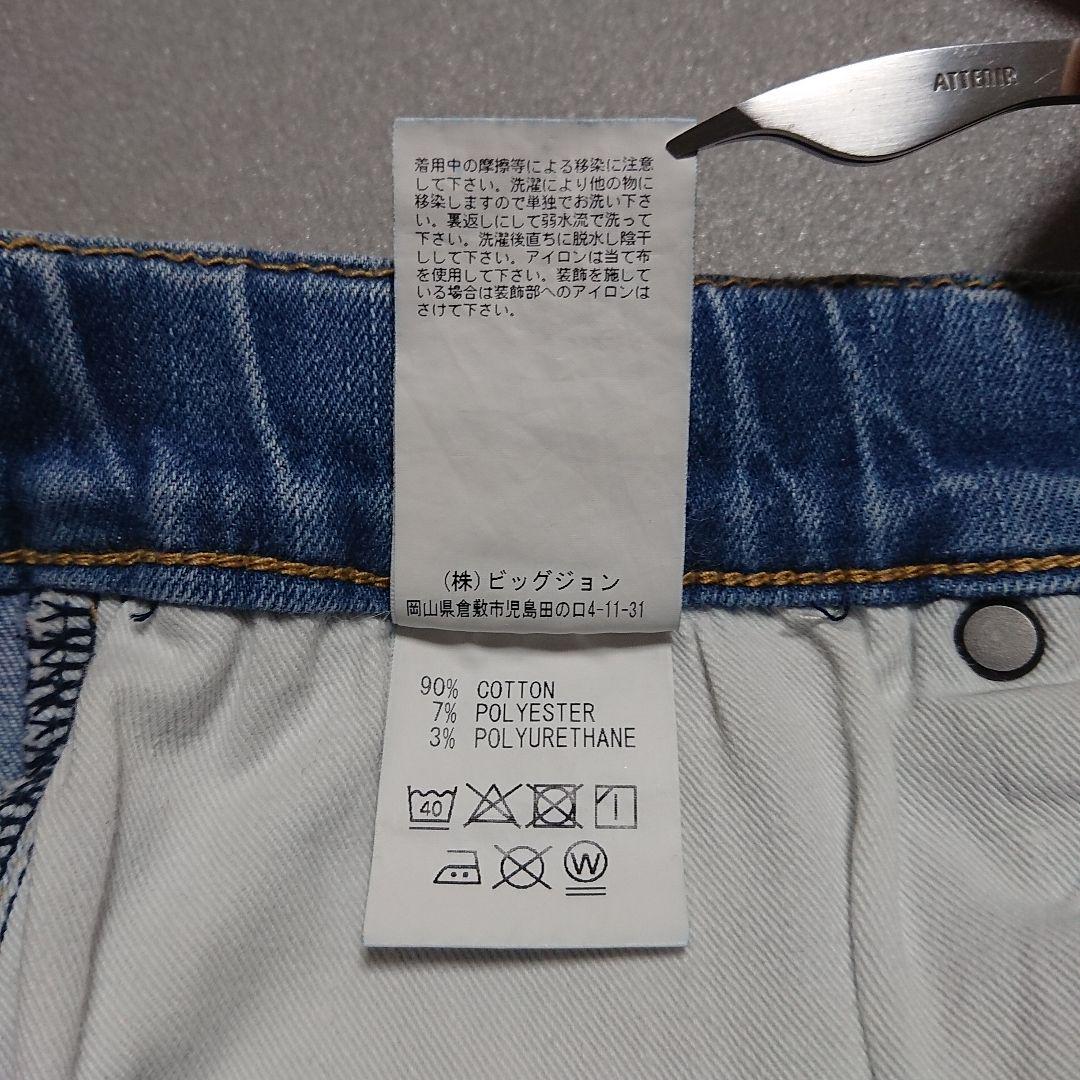 ATTENIR
着用中の摩擦等による移染に注意
して下さい。洗濯により他の物に
移染しますので単独でお洗い下さ
い。裏返しにして弱水流で洗って
下さい。洗濯後直ちに脱水し陰干
しして下さい。アイロンは当て布
を使用して下さい。装飾を施して
いる場合は装飾部へのアイロンは
さけて下さい。
(株)ビッグジョン
岡山県倉敷市児島田の口4-11-31
90% COTTON
7% POLYESTER
3% POLYURETHANE
40
W